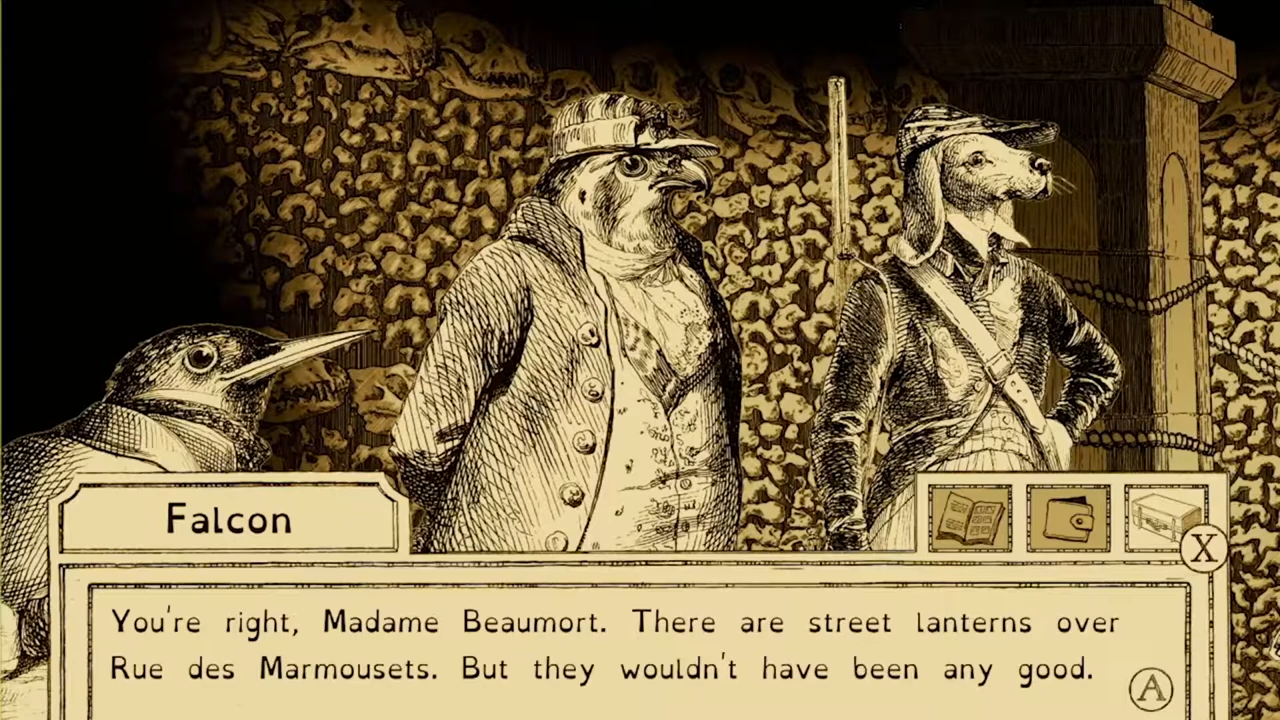 Falcon
X
You're right, Madame Beaumort. There are street lanterns over
Rue des Marmousets. But they wouldn't have been any good.
A